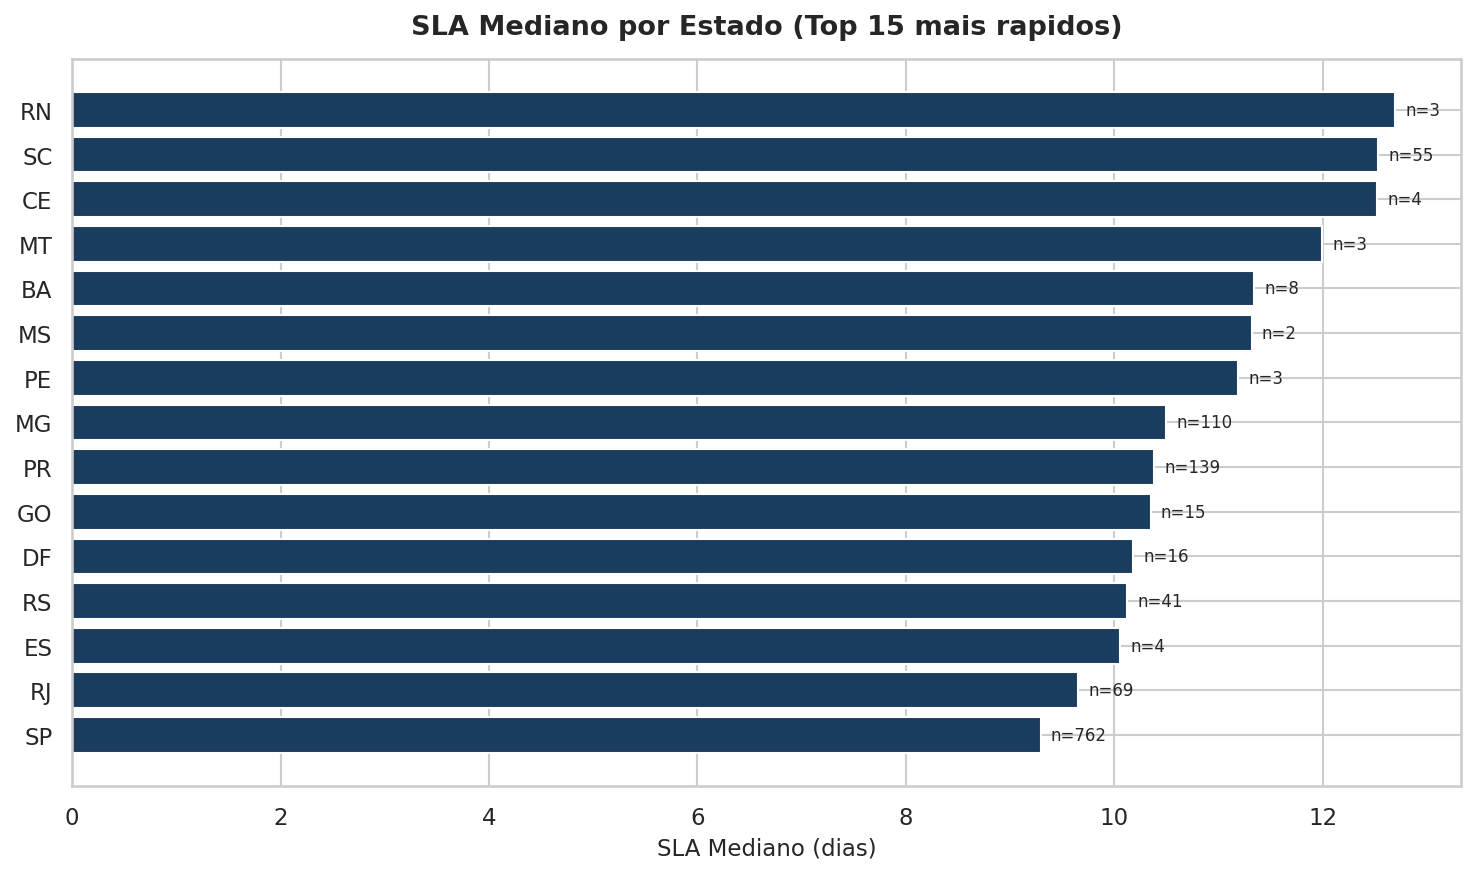 SLA Mediano por Estado (Top 15 mais rapidos)
RN n=3
SC n=55
CE n=4
MT n=3
BA n=8
MS n=2
PE n=3
MG n=110
PR n=139
GO n=15
DF n=16
RS n=41
ES n=4
RJ n=69
SP n=762
0 2 4 6 8 10 12
SLA Mediano (dias)